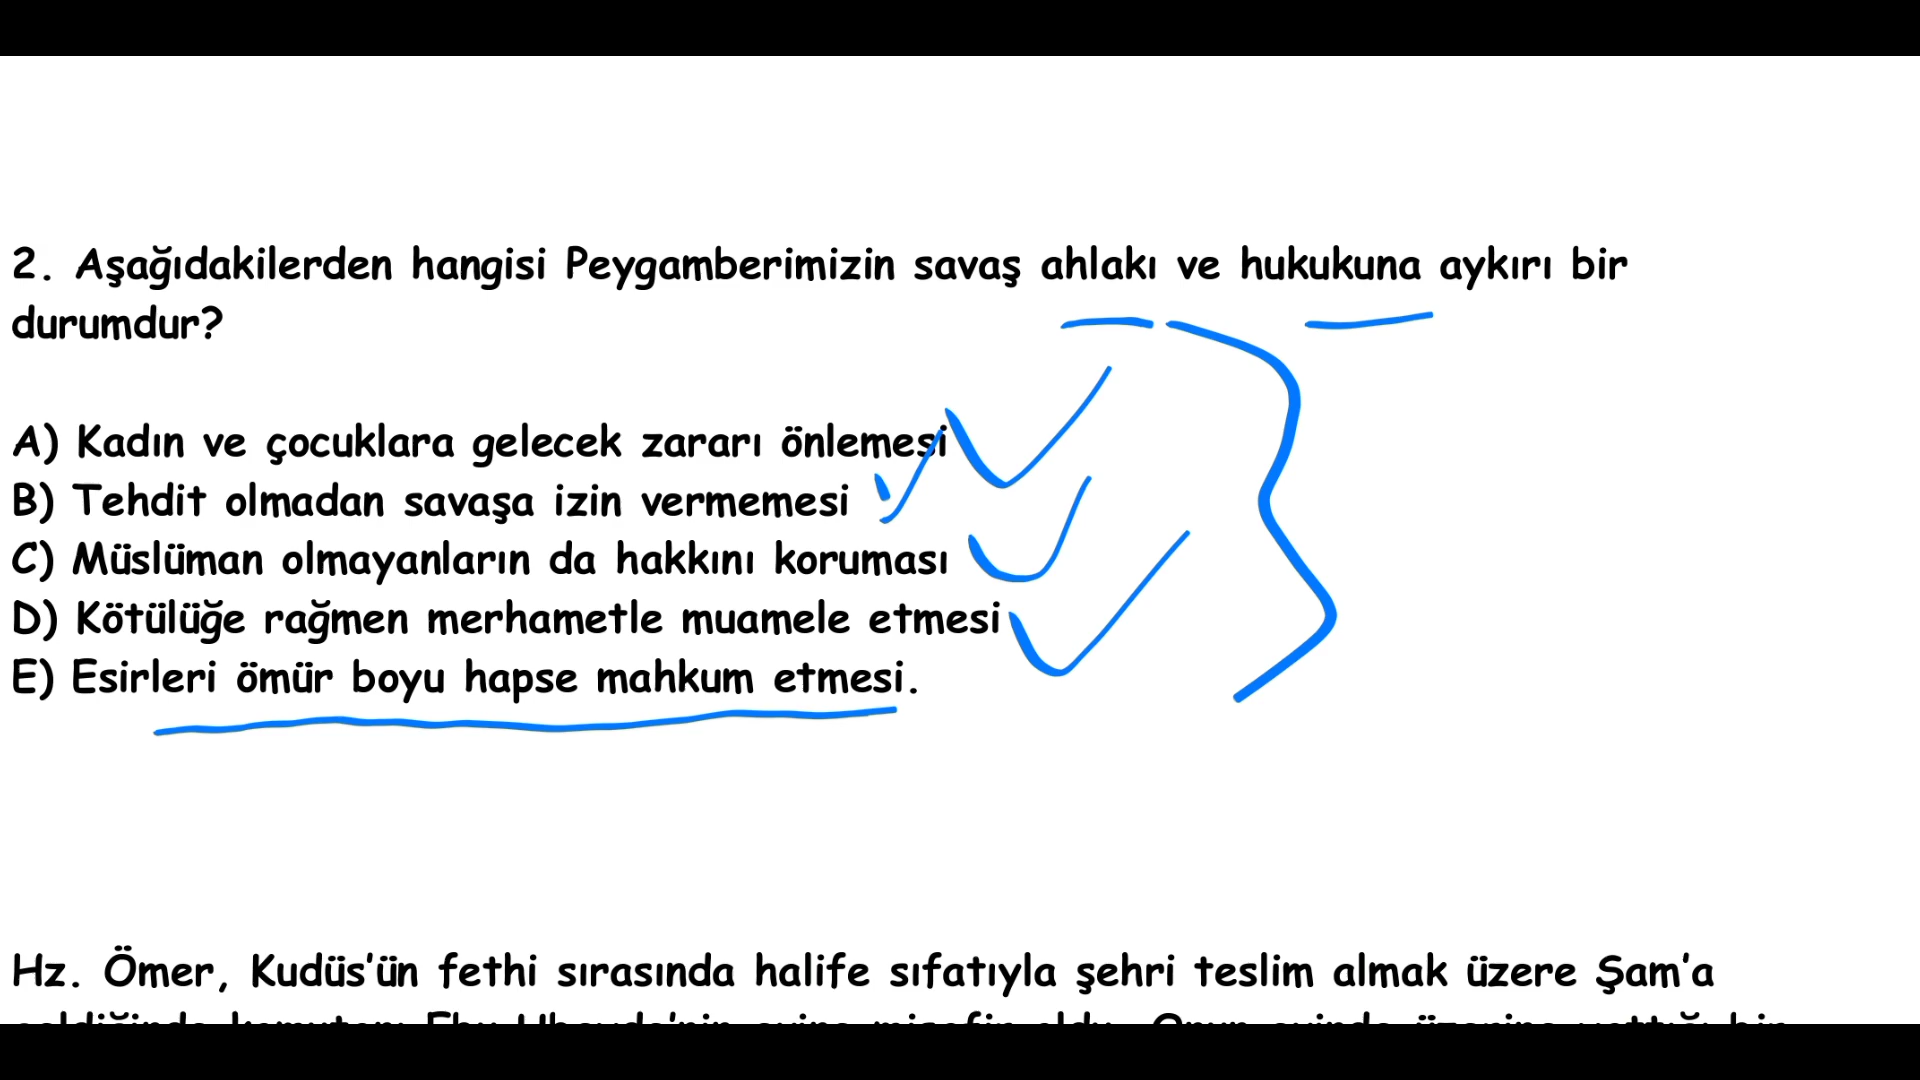 2. Aşağıdakilerden hangisi Peygamberimizin savaş ahlakı ve hukukuna aykırı bir
durumdur?
A) Kadın ve çocuklara gelecek zararı önlemesi
B) Tehdit olmadan savaşa izin vermemesi
C) Müslüman olmayanların da hakkını koruması
D) Kötülüğe rağmen merhametle muamele etmesi
E) Esirleri ömür boyu hapse mahkum etmesi.
Hz. Ömer, Kudüs'ün fethi sırasında halife sıfatıyla şehri teslim almak üzere Şam'a